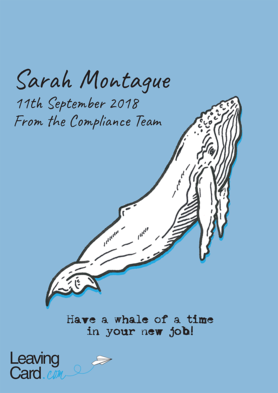 Sarah Montague
11th September 2018
From the Compliance Team
Have a whale of a time
in your new job!
Leaving
Card.com